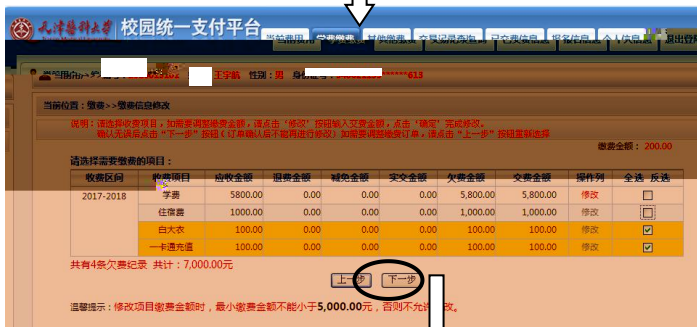 天津医科大学 校园统一支付平台
当前费用 学费缴费 其他缴费 交易记录查询 已交费信息 报名信息 个人信息 退出登
王宇航 性别：男 ******613
当前位置：缴费>>缴费信息修改
说明：请选择收费项目，如需要调整缴费金额，请点击‘修改’按钮输入交费金额，点击‘确定’完成修改。
确认无误后点击“下一步”按钮（订单确认后不能再进行修改）如需要调整缴费订单，请点击“上一步”按钮重新选择
缴费金额：200.00
请选择需要缴费的项目：
收费区间 收费项目 应收金额 退费金额 减免金额 实交金额 欠费金额 交费金额 操作列 全选 反选
2017-2018 学费 5800.00 0.00 0.00 0.00 5,800.00 5,800.00 修改
住宿费 1000.00 0.00 0.00 0.00 1,000.00 1,000.00 修改
白大衣 100.00 0.00 0.00 0.00 100.00 100.00 修改
一卡通充值 100.00 0.00 0.00 0.00 100.00 100.00 修改
共有4条欠费纪录 共计：7,000.00元
上一步 下一步
温馨提示：修改项目缴费金额时，最小缴费金额不能小于5,000.00元，否则不允许 改。